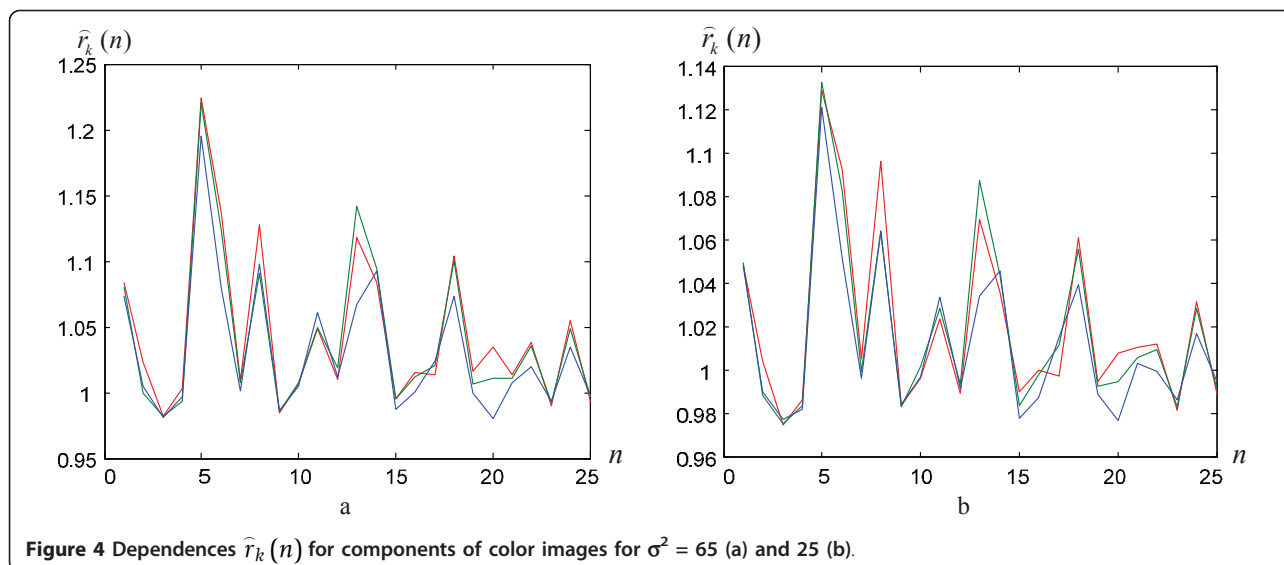 r̂_k (n)
1.25
1.2
1.15
1.1
1.05
1
0.95
0 5 10 15 20 25 n
a
r̂_k (n)
1.14
1.12
1.1
1.08
1.06
1.04
1.02
1
0.98
0.96
0 5 10 15 20 25 n
b
Figure 4 Dependences r̂_k (n) for components of color images for σ² = 65 (a) and 25 (b).